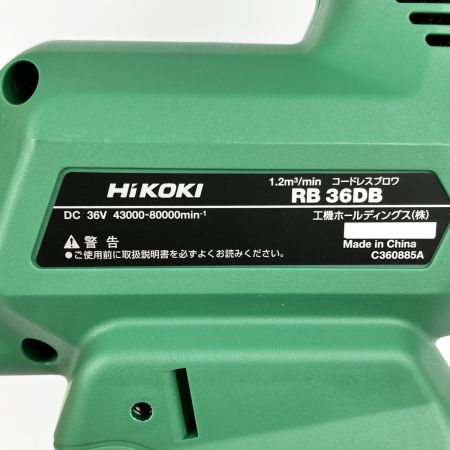 HiKOKI
1.2m³/min コードレスブロワ
RB 36DB
DC 36V 43000-80000min-1
工機ホールディングス(株)
⚠警告
●ご使用前に取扱説明書を必ずよくお読みください。
Made in China
C360885A